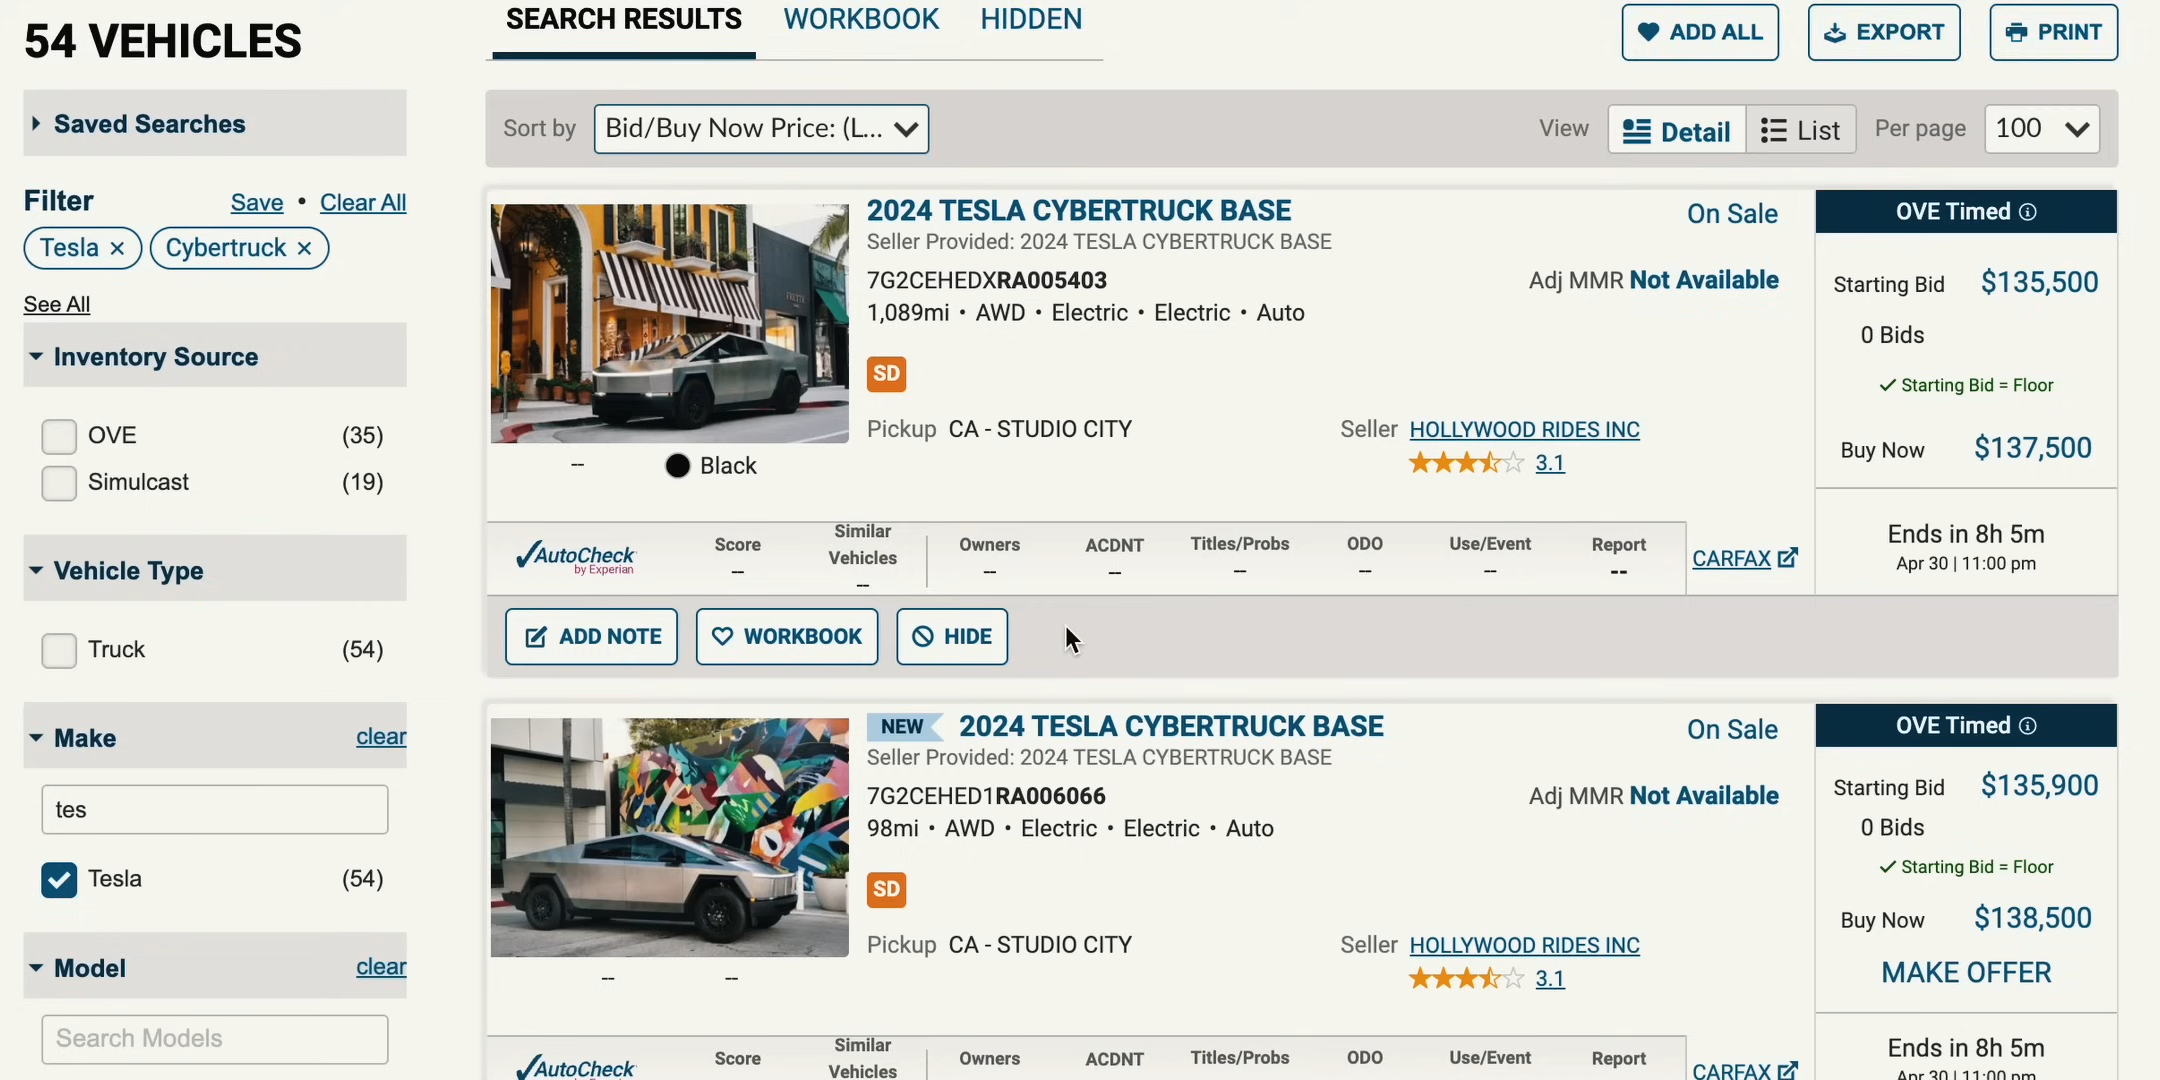 54 VEHICLES
SEARCH RESULTS WORKBOOK HIDDEN
ADD ALL EXPORT PRINT
Saved Searches
Filter Save • Clear All
Tesla × Cybertruck ×
See All
Inventory Source
OVE (35)
Simulcast (19)
Vehicle Type
Truck (54)
Make clear
tes
Tesla (54)
Model clear
Search Models
Sort by Bid/Buy Now Price: (L... View Detail List Per page 100
2024 TESLA CYBERTRUCK BASE On Sale
Seller Provided: 2024 TESLA CYBERTRUCK BASE
7G2CEHEDXRA005403 Adj MMR Not Available
1,089mi • AWD • Electric • Electric • Auto
SD
Pickup CA - STUDIO CITY Seller HOLLYWOOD RIDES INC
3.1
-- Black
OVE Timed
Starting Bid $135,500
0 Bids
✓ Starting Bid = Floor
Buy Now $137,500
Ends in 8h 5m
Apr 30 | 11:00 pm
AutoCheck
by Experian
Score Similar Vehicles Owners ACDNT Titles/Probs ODO Use/Event Report
-- -- -- -- -- -- -- --
CARFAX
ADD NOTE WORKBOOK HIDE
NEW 2024 TESLA CYBERTRUCK BASE On Sale
Seller Provided: 2024 TESLA CYBERTRUCK BASE
7G2CEHED1RA006066 Adj MMR Not Available
98mi • AWD • Electric • Electric • Auto
SD
Pickup CA - STUDIO CITY Seller HOLLYWOOD RIDES INC
3.1
-- --
OVE Timed
Starting Bid $135,900
0 Bids
✓ Starting Bid = Floor
Buy Now $138,500
MAKE OFFER
Ends in 8h 5m
Apr 30 | 11:00 pm
AutoCheck
Score Similar Vehicles Owners ACDNT Titles/Probs ODO Use/Event Report
CARFAX